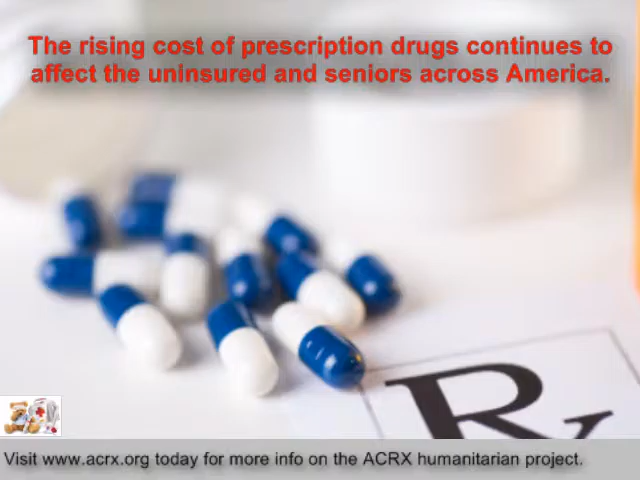 The rising cost of prescription drugs continues to
affect the uninsured and seniors across America.
Rx
Visit www.acrx.org today for more info on the ACRX humanitarian project.